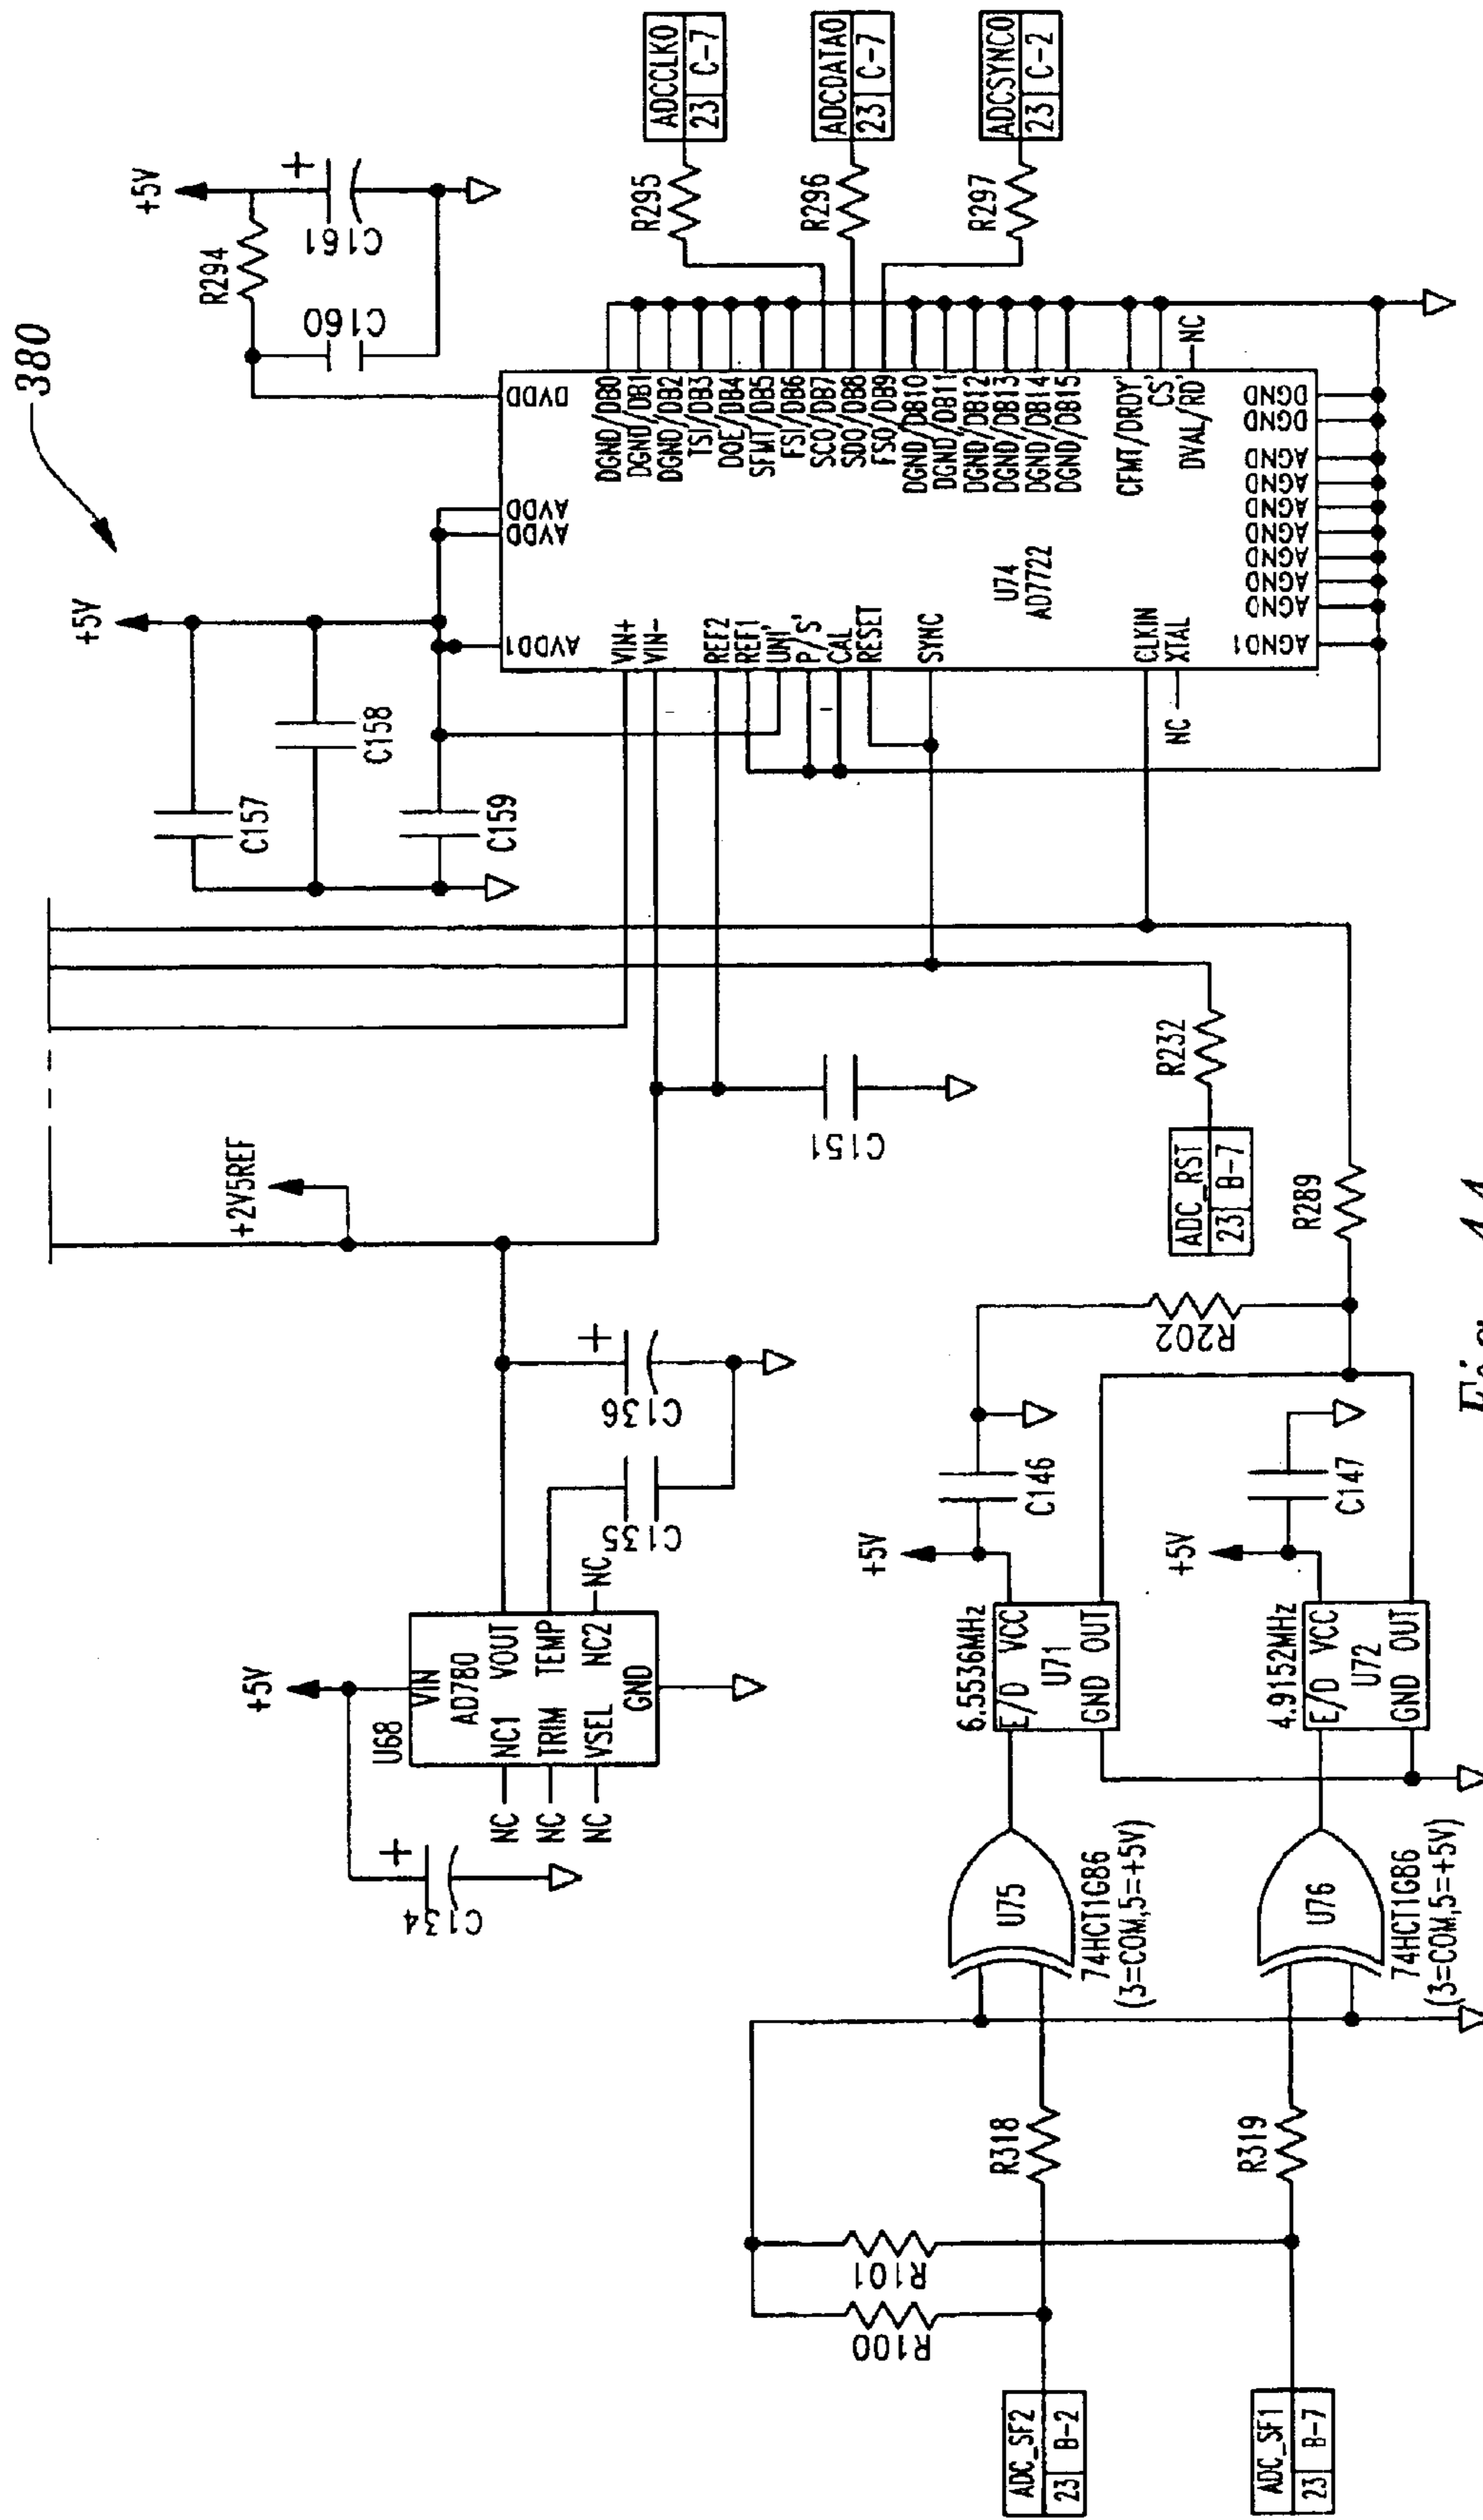 380
+5V
+5V
R294
C161
C160
C157
C158
C159
DVDD
AVDD
AVDD
AVDD1
VIN+
VIN-
REF2
REF1
UNI'
P/S'
CAL
RESET
SYNC
CLKIN
XTAL
NC
U74
AD7722
DGND/DB0
DGND/DB1
DGND/DB2
TSI/DB3
DOE/DB4
SFMT/DB5
FSI/DB6
SCO/DB7
SDO/DB8
FSO/DB9
DGND/DB10
DGND/DB11
DGND/DB12
DGND/DB13
DGND/DB14
DGND/DB15
CFMT/DRDY'
CS'
DVAL/RD'
NC
DGND
DGND
AGND
AGND
AGND
AGND
AGND
AGND
AGND
AGND1
R295
ADCCLK0
23 C-7
R296
ADCDATA0
23 C-7
R297
ADCSYNC0
23 C-2
+2V5REF
C151
R232
ADC_RST
23 B-7
R289
R202
+5V
U68
VIN
AD780
NC1 VOUT
TRIM TEMP
VSEL NC2
GND
NC
NC
NC
NC
C134
C135
C136
+5V
C146
6.5536MHz
E/D VCC
U71
GND OUT
+5V
C147
4.9152MHz
E/D VCC
U72
GND OUT
U75
74HCT1G86
(3=COM,5=+5V)
U76
74HCT1G86
(3=COM,5=+5V)
R318
R319
R101
R100
ADC_SF2
23 B-2
ADC_SF1
23 B-7